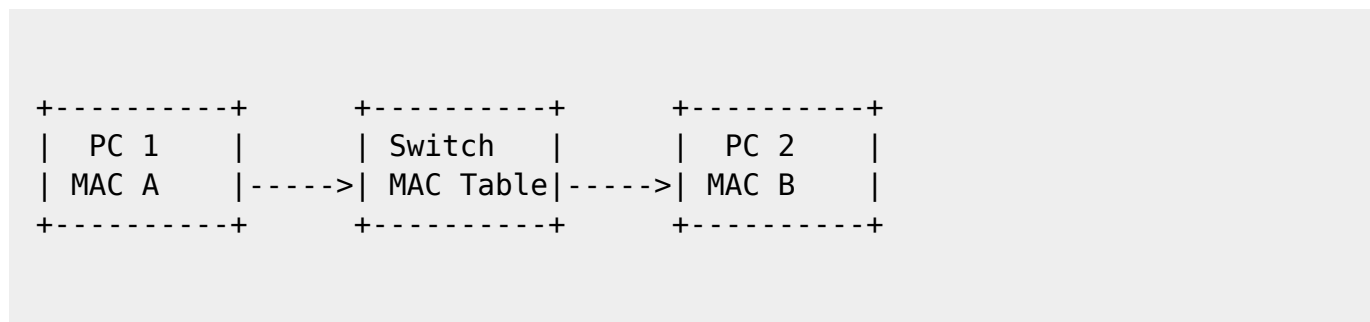 +----------+      +----------+      +----------+
|  PC 1    |      | Switch   |      |  PC 2    |
| MAC A    |----->| MAC Table|----->| MAC B    |
+----------+      +----------+      +----------+